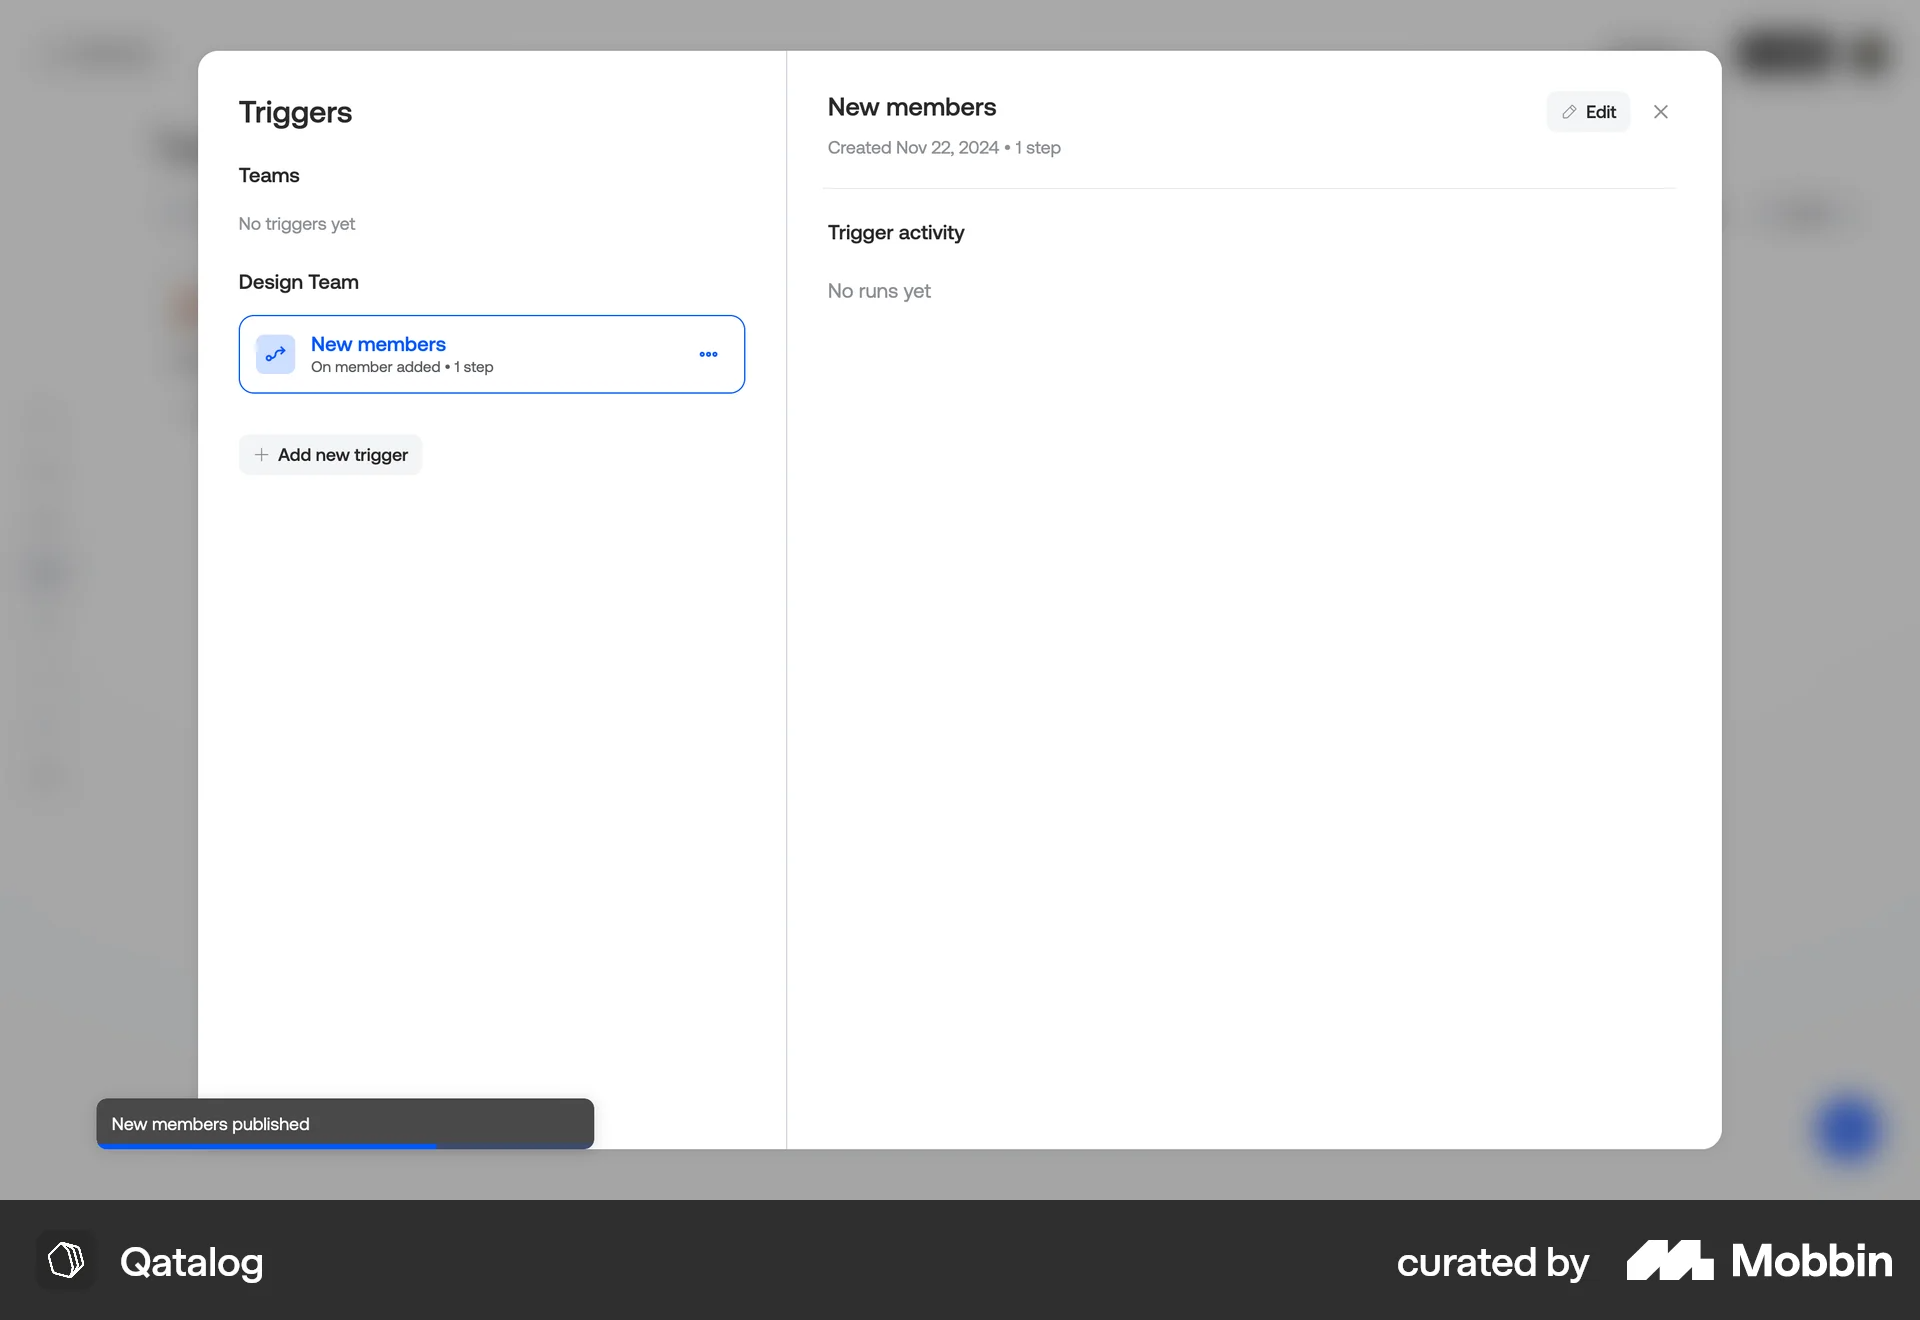 Triggers
Teams
No triggers yet
Design Team
New members
On member added • 1 step
Add new trigger
New members
Created Nov 22, 2024 • 1 step
Edit
Trigger activity
No runs yet
New members published
Qatalog
curated by Mobbin